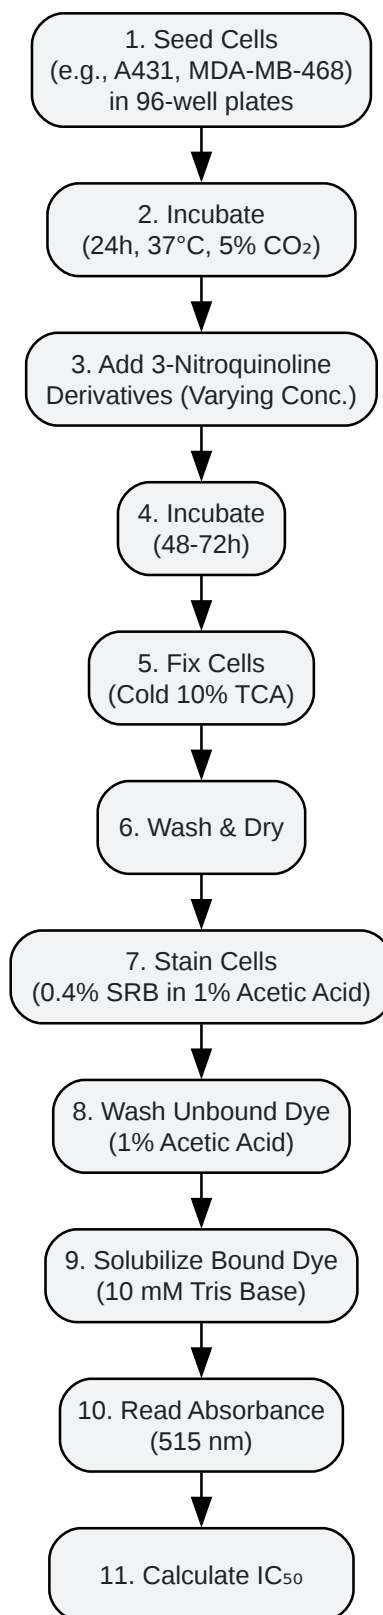 1. Seed Cells
(e.g., A431, MDA-MB-468)
in 96-well plates
2. Incubate
(24h, 37°C, 5% CO₂)
3. Add 3-Nitroquinoline
Derivatives (Varying Conc.)
4. Incubate
(48-72h)
5. Fix Cells
(Cold 10% TCA)
6. Wash & Dry
7. Stain Cells
(0.4% SRB in 1% Acetic Acid)
8. Wash Unbound Dye
(1% Acetic Acid)
9. Solubilize Bound Dye
(10 mM Tris Base)
10. Read Absorbance
(515 nm)
11. Calculate IC₅₀